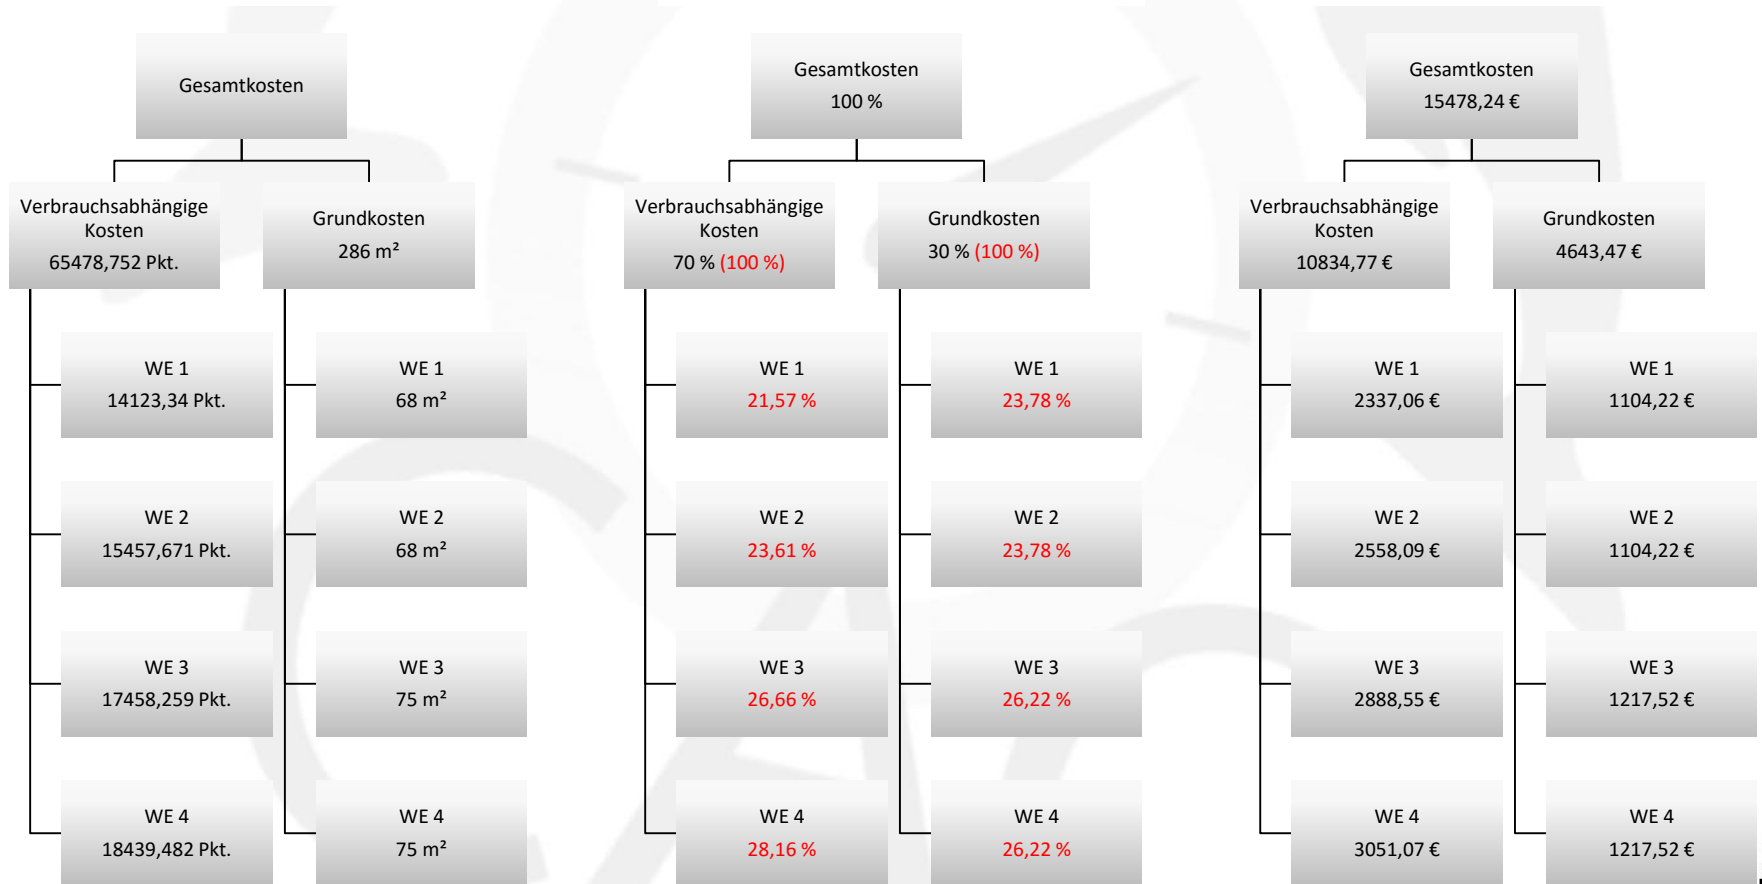 Gesamtkosten
Verbrauchsabhängige
Kosten
65478,752 Pkt.
Grundkosten
286 m²
WE 1
14123,34 Pkt.
WE 1
68 m²
WE 2
15457,671 Pkt.
WE 2
68 m²
WE 3
17458,259 Pkt.
WE 3
75 m²
WE 4
18439,482 Pkt.
WE 4
75 m²
Gesamtkosten
100 %
Verbrauchsabhängige
Kosten
70 % (100 %)
Grundkosten
30 % (100 %)
WE 1
21,57 %
WE 1
23,78 %
WE 2
23,61 %
WE 2
23,78 %
WE 3
26,66 %
WE 3
26,22 %
WE 4
28,16 %
WE 4
26,22 %
Gesamtkosten
15478,24 €
Verbrauchsabhängige
Kosten
10834,77 €
Grundkosten
4643,47 €
WE 1
2337,06 €
WE 1
1104,22 €
WE 2
2558,09 €
WE 2
1104,22 €
WE 3
2888,55 €
WE 3
1217,52 €
WE 4
3051,07 €
WE 4
1217,52 €